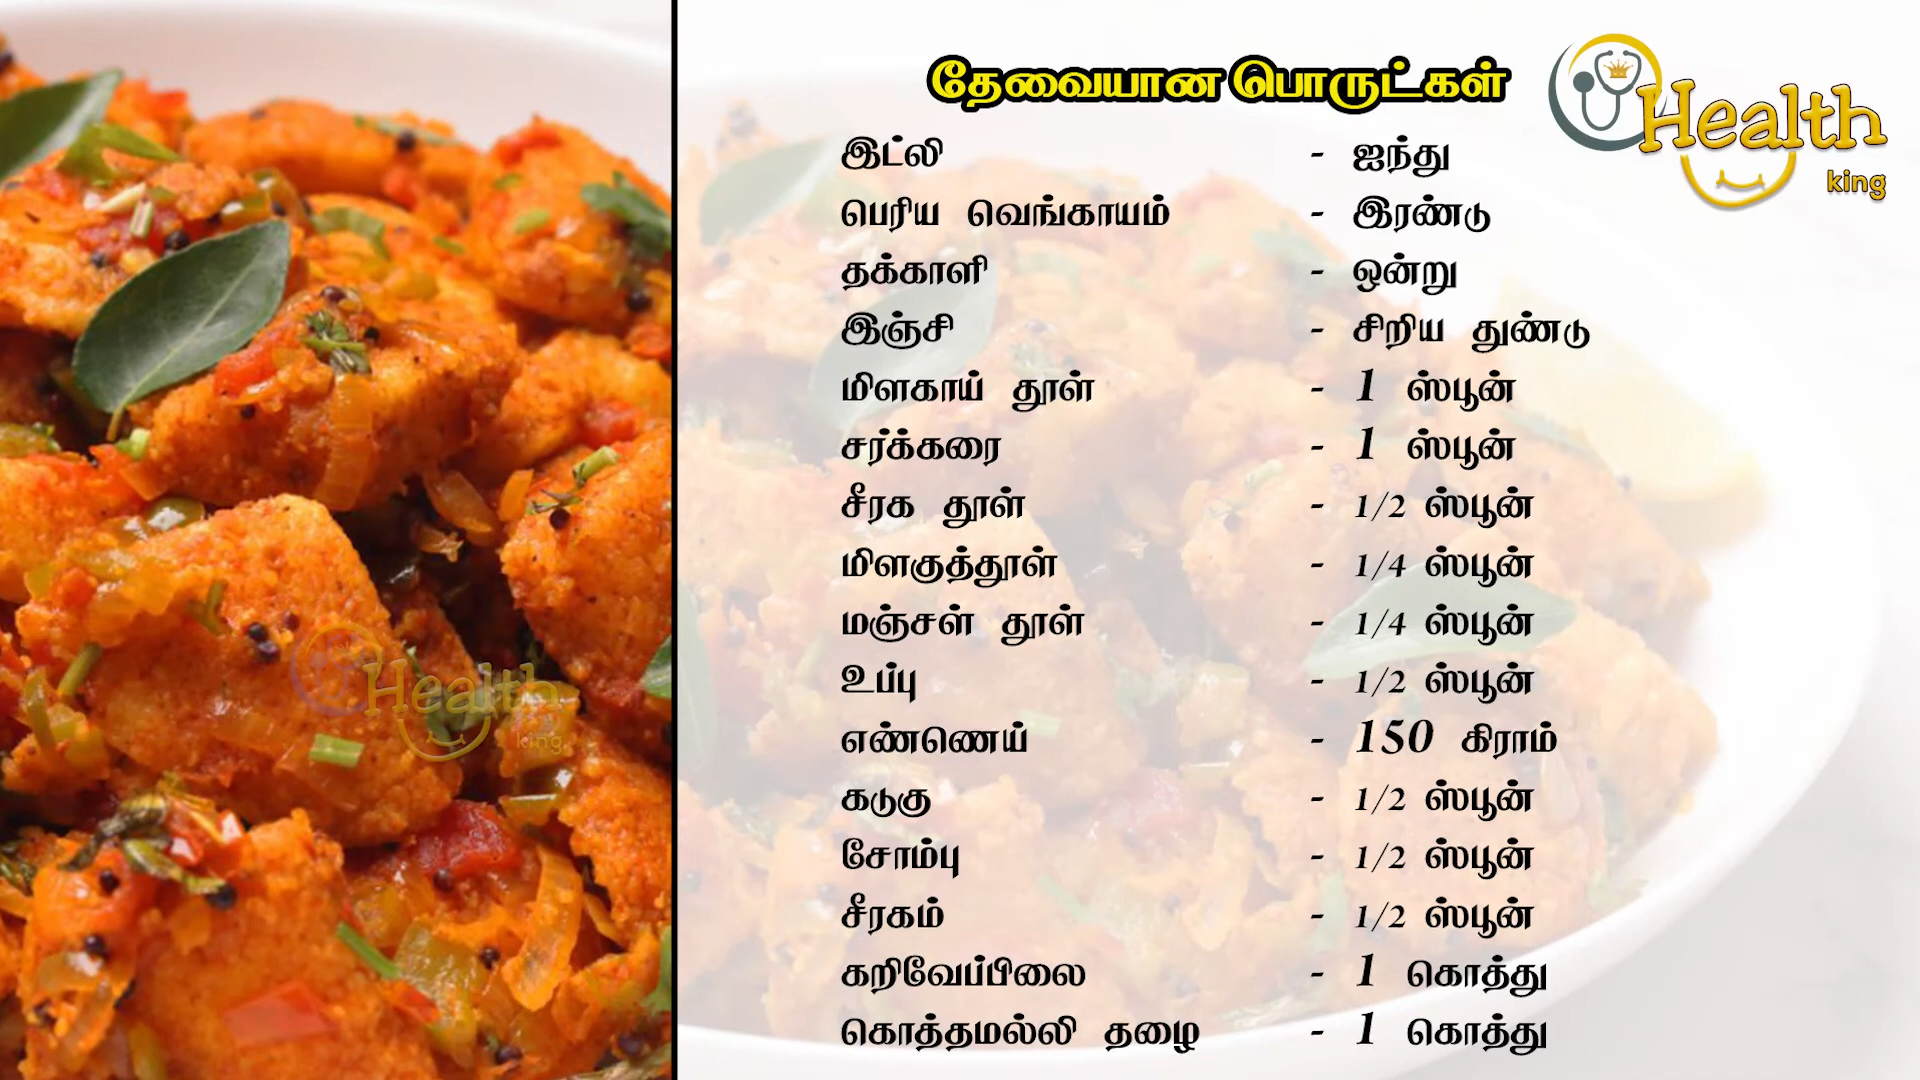 தேவையான பொருட்கள்
Health
king
இட்லி - ஐந்து
பெரிய வெங்காயம் - இரண்டு
தக்காளி - ஒன்று
இஞ்சி - சிறிய துண்டு
மிளகாய் தூள் - 1 ஸ்பூன்
சர்க்கரை - 1 ஸ்பூன்
சீரக தூள் - 1/2 ஸ்பூன்
மிளகுத்தூள் - 1/4 ஸ்பூன்
மஞ்சள் தூள் - 1/4 ஸ்பூன்
உப்பு - 1/2 ஸ்பூன்
எண்ணெய் - 150 கிராம்
கடுகு - 1/2 ஸ்பூன்
சோம்பு - 1/2 ஸ்பூன்
சீரகம் - 1/2 ஸ்பூன்
கறிவேப்பிலை - 1 கொத்து
கொத்தமல்லி தழை - 1 கொத்து
Health
king